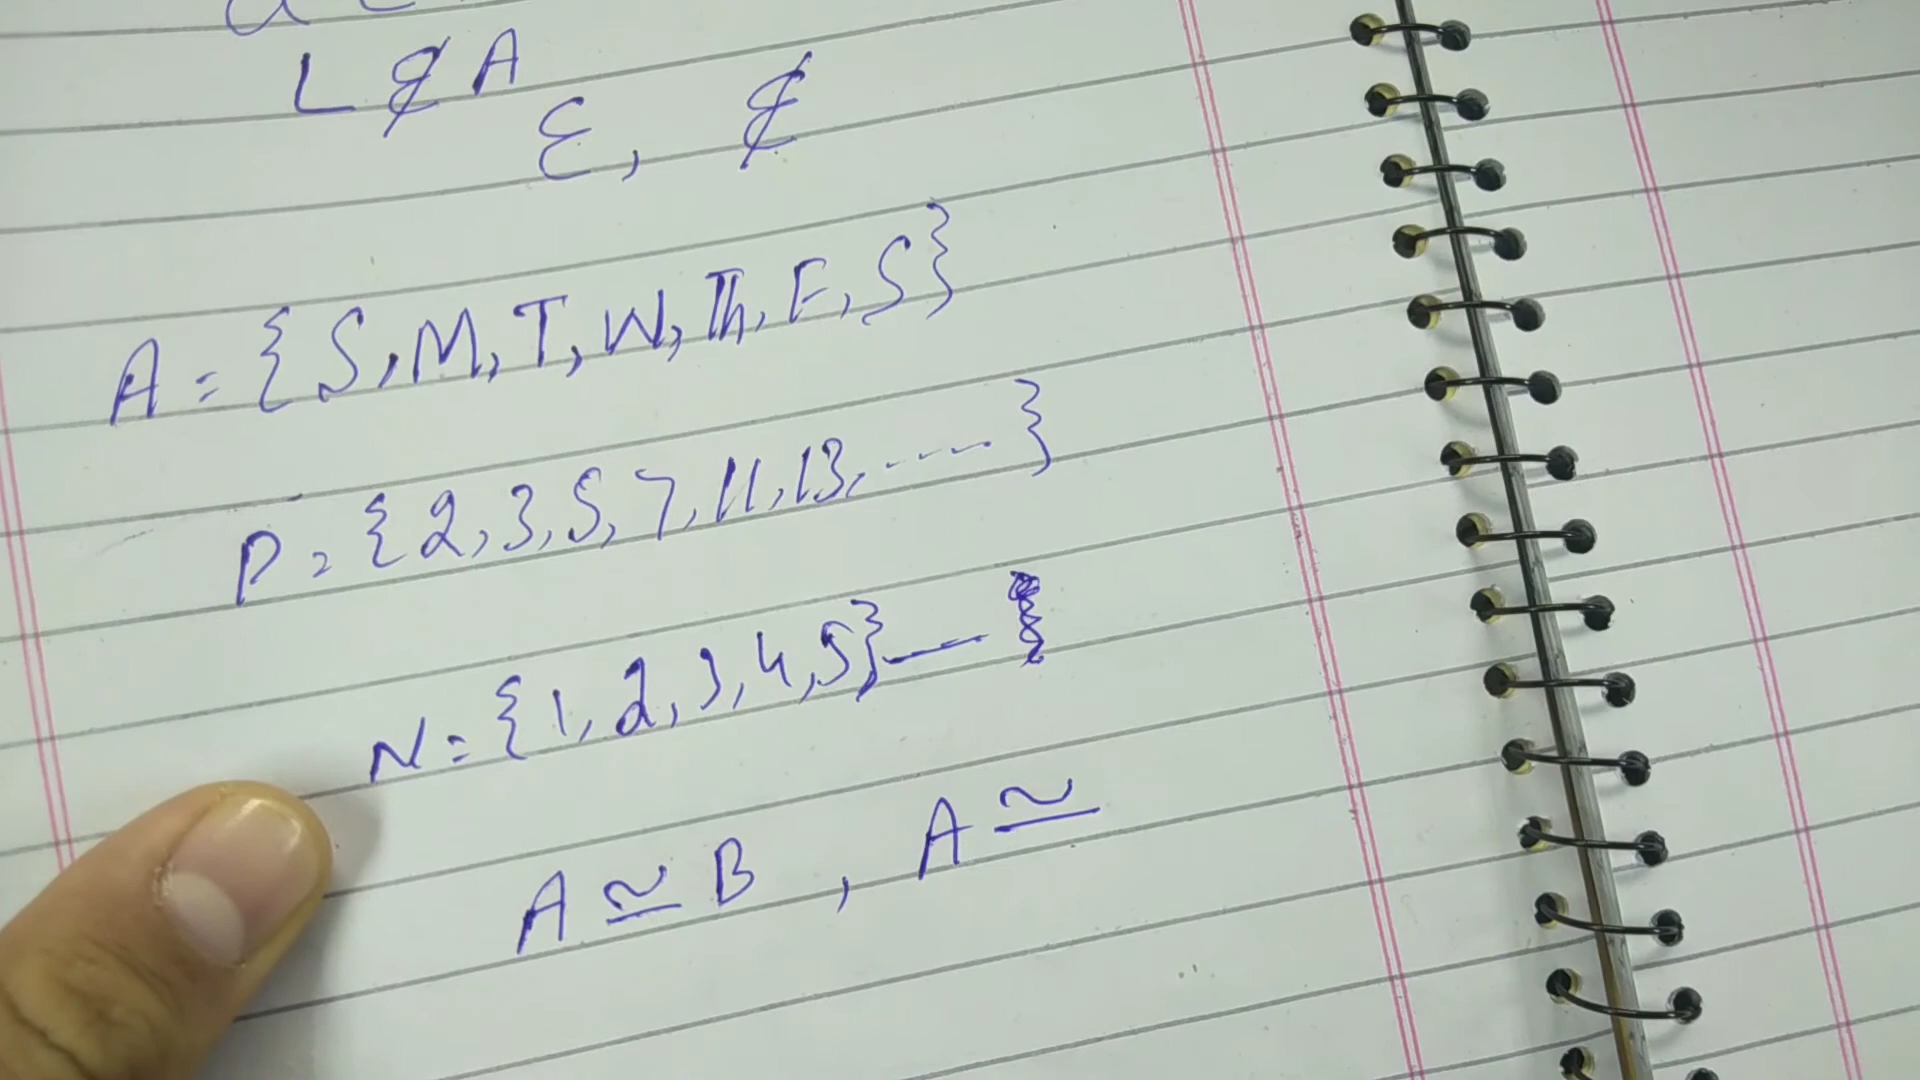 L ∉ A
∈, ∉
A = {S, M, T, W, Th, F, S}
P = {2, 3, 5, 7, 11, 13, ......}
N = {1, 2, 3, 4, 5} —
A ≃ B , A ≃